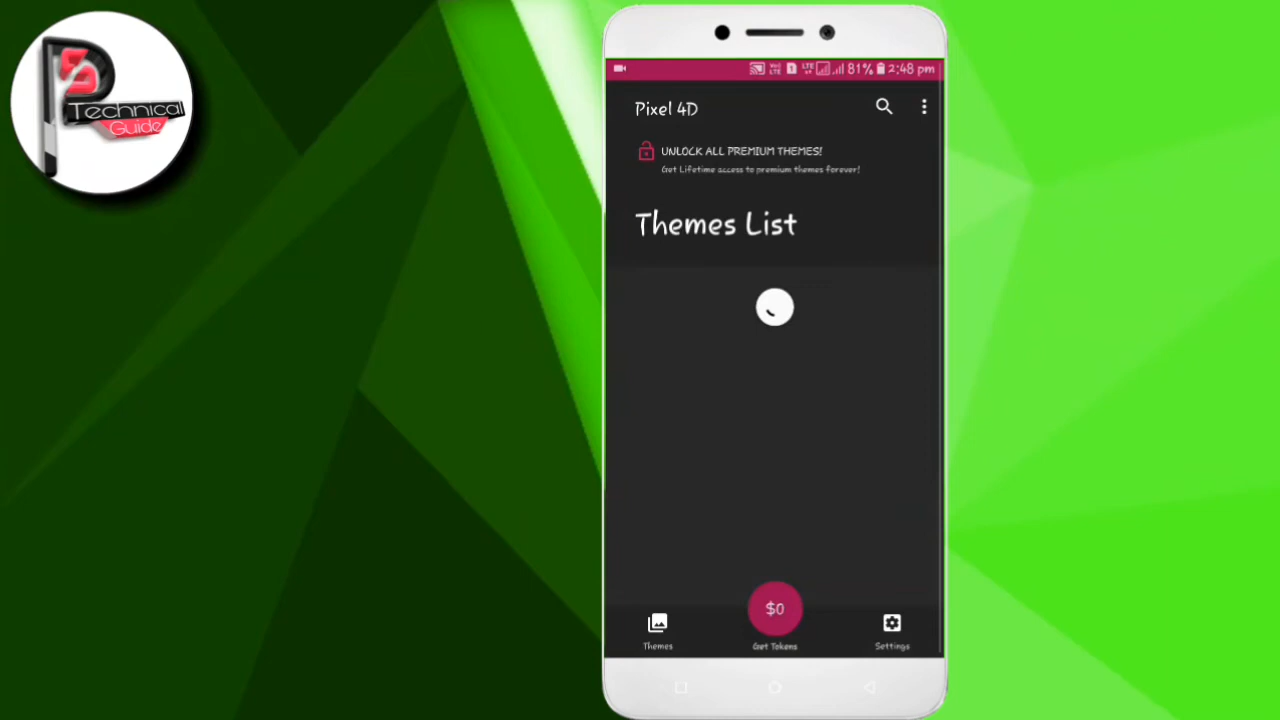 Technical
Guide
81% 2:48 pm
Pixel 4D
UNLOCK ALL PREMIUM THEMES!
Get Lifetime access to premium themes forever!
Themes List
$0
Themes
Get Tokens
Settings